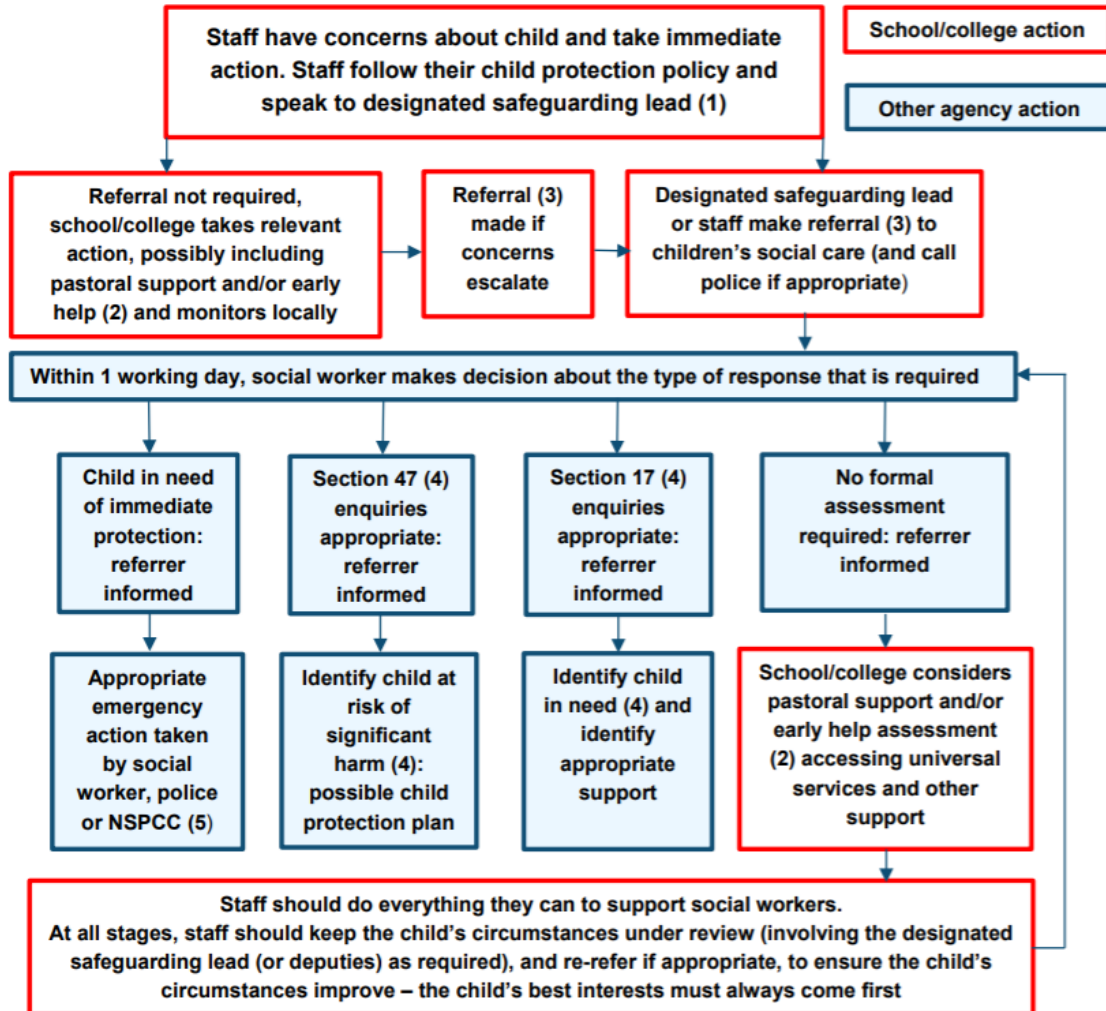 Staff have concerns about child and take immediate
action. Staff follow their child protection policy and
speak to designated safeguarding lead (1)
School/college action
Other agency action
Referral not required,
school/college takes relevant
action, possibly including
pastoral support and/or early
help (2) and monitors locally
Referral (3)
made if
concerns
escalate
Designated safeguarding lead
or staff make referral (3) to
children’s social care (and call
police if appropriate)
Within 1 working day, social worker makes decision about the type of response that is required
Child in need
of immediate
protection:
referrer
informed
Section 47 (4)
enquiries
appropriate:
referrer
informed
Section 17 (4)
enquiries
appropriate:
referrer
informed
No formal
assessment
required: referrer
informed
Appropriate
emergency
action taken
by social
worker, police
or NSPCC (5)
Identify child at
risk of
significant
harm (4):
possible child
protection plan
Identify child
in need (4) and
identify
appropriate
support
School/college considers
pastoral support and/or
early help assessment
(2) accessing universal
services and other
support
Staff should do everything they can to support social workers.
At all stages, staff should keep the child’s circumstances under review (involving the designated
safeguarding lead (or deputies) as required), and re-refer if appropriate, to ensure the child’s
circumstances improve – the child’s best interests must always come first